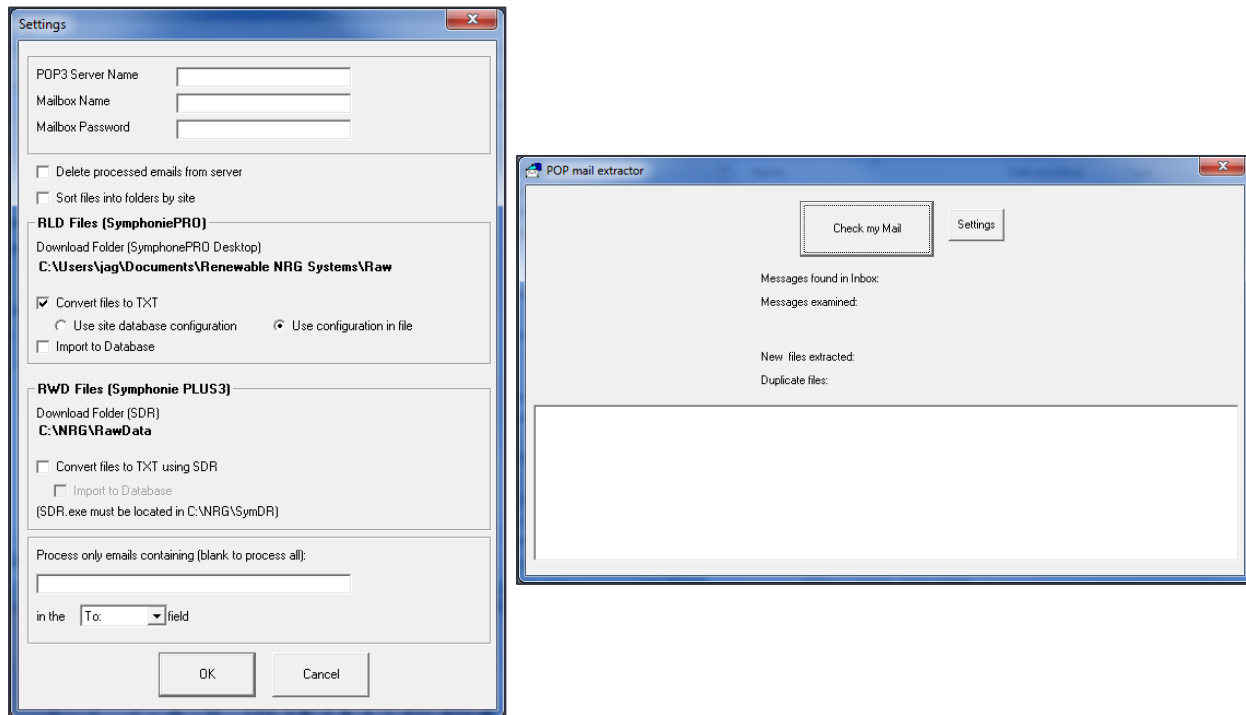 Settings
POP3 Server Name
Mailbox Name
Mailbox Password
Delete processed emails from server
Sort files into folders by site
RLD Files (SymphoniePRO)
Download Folder (SymphonePRO Desktop)
C:\Users\jag\Documents\Renewable NRG Systems\Raw
Convert files to TXT
Use site database configuration Use configuration in file
Import to Database
RWD Files (Symphonie PLUS3)
Download Folder (SDR)
C:\NRG\RawData
Convert files to TXT using SDR
Import to Database
(SDR.exe must be located in C:\NRG\SymDR)
Process only emails containing (blank to process all):
in the To: field
OK Cancel
POP mail extractor
Check my Mail Settings
Messages found in Inbox:
Messages examined:
New files extracted:
Duplicate files: